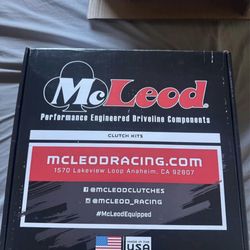 McLeod®
Performance Engineered Driveline Components
CLUTCH KITS
MCLEODRACING.COM
1570 Lakeview Loop Anaheim, CA 92807
@MCLEODCLUTCHES
@MCLEOD_RACING
#McLeodEquipped
MADE IN THE
USA